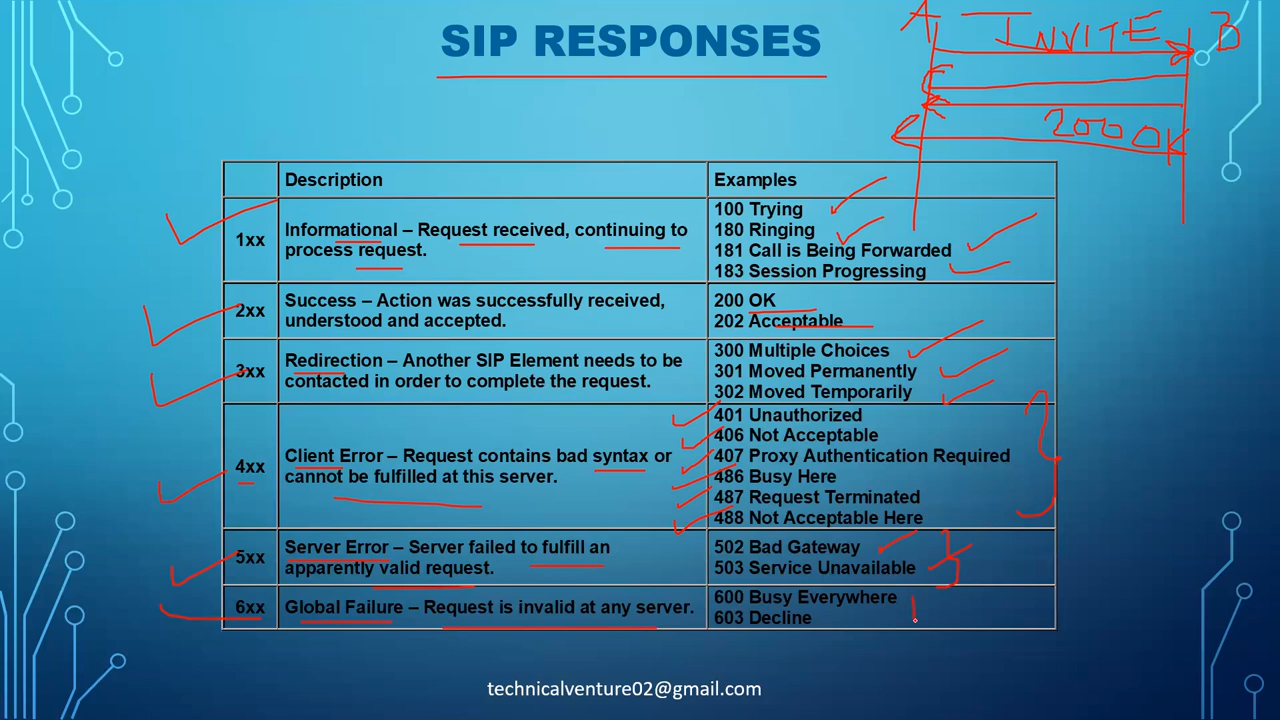 SIP RESPONSES
A INVITE B
200 OK
Description Examples
1xx Informational – Request received, continuing to
process request.
100 Trying
180 Ringing
181 Call is Being Forwarded
183 Session Progressing
2xx Success – Action was successfully received,
understood and accepted.
200 OK
202 Acceptable
3xx Redirection – Another SIP Element needs to be
contacted in order to complete the request.
300 Multiple Choices
301 Moved Permanently
302 Moved Temporarily
4xx Client Error – Request contains bad syntax or
cannot be fulfilled at this server.
401 Unauthorized
406 Not Acceptable
407 Proxy Authentication Required
486 Busy Here
487 Request Terminated
488 Not Acceptable Here
5xx Server Error – Server failed to fulfill an
apparently valid request.
502 Bad Gateway
503 Service Unavailable
6xx Global Failure – Request is invalid at any server.
600 Busy Everywhere
603 Decline
technicalventure02@gmail.com